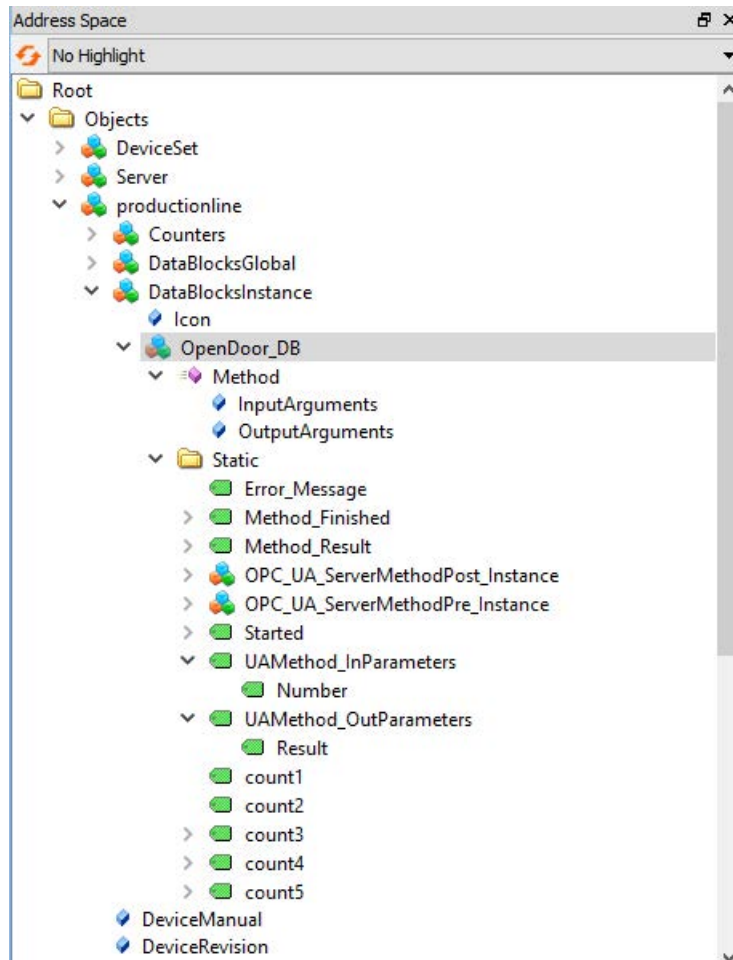 Address Space
No Highlight
Root
Objects
DeviceSet
Server
productionline
Counters
DataBlocksGlobal
DataBlocksInstance
Icon
OpenDoor_DB
Method
InputArguments
OutputArguments
Static
Error_Message
Method_Finished
Method_Result
OPC_UA_ServerMethodPost_Instance
OPC_UA_ServerMethodPre_Instance
Started
UAMethod_InParameters
Number
UAMethod_OutParameters
Result
count1
count2
count3
count4
count5
DeviceManual
DeviceRevision